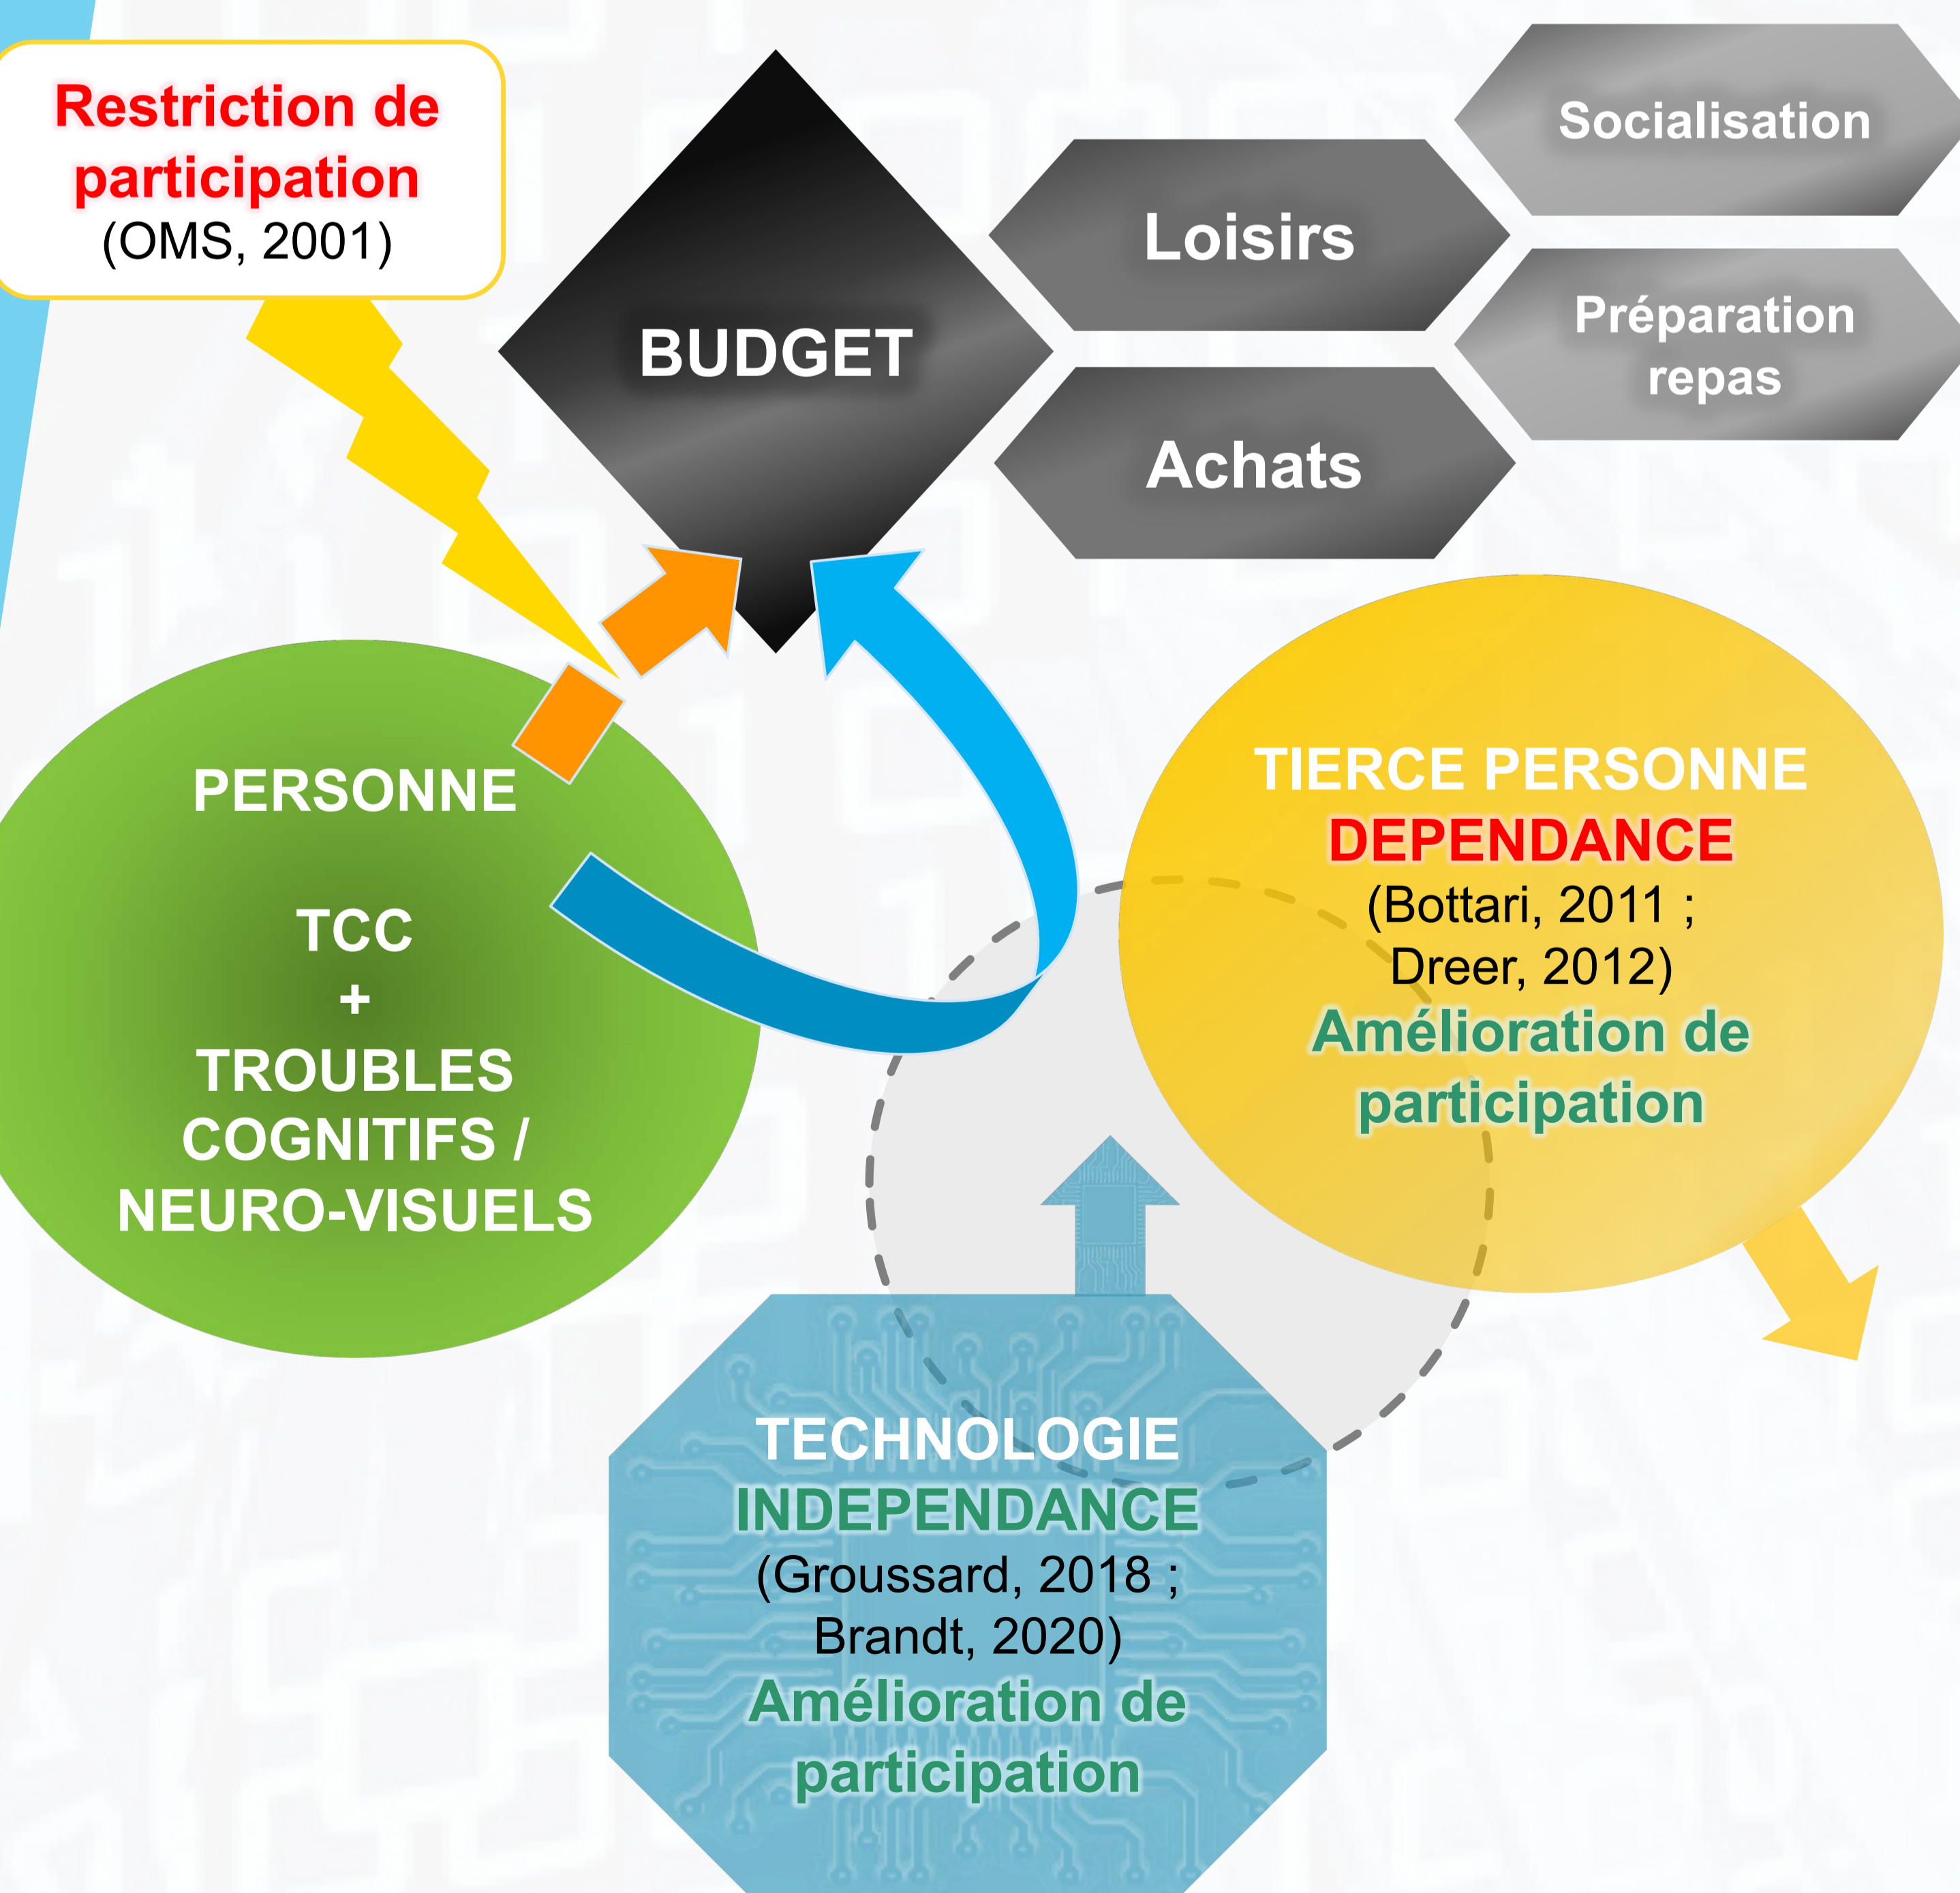 Restriction de
participation
(OMS, 2001)
BUDGET
Loisirs
Achats
Socialisation
Préparation
repas
PERSONNE
TCC
+
TROUBLES
COGNITIFS /
NEURO-VISUELS
TIERCE PERSONNE
DEPENDANCE
(Bottari, 2011 ;
Dreer, 2012)
Amélioration de
participation
TECHNOLOGIE
INDEPENDANCE
(Groussard, 2018 ;
Brandt, 2020)
Amélioration de
participation